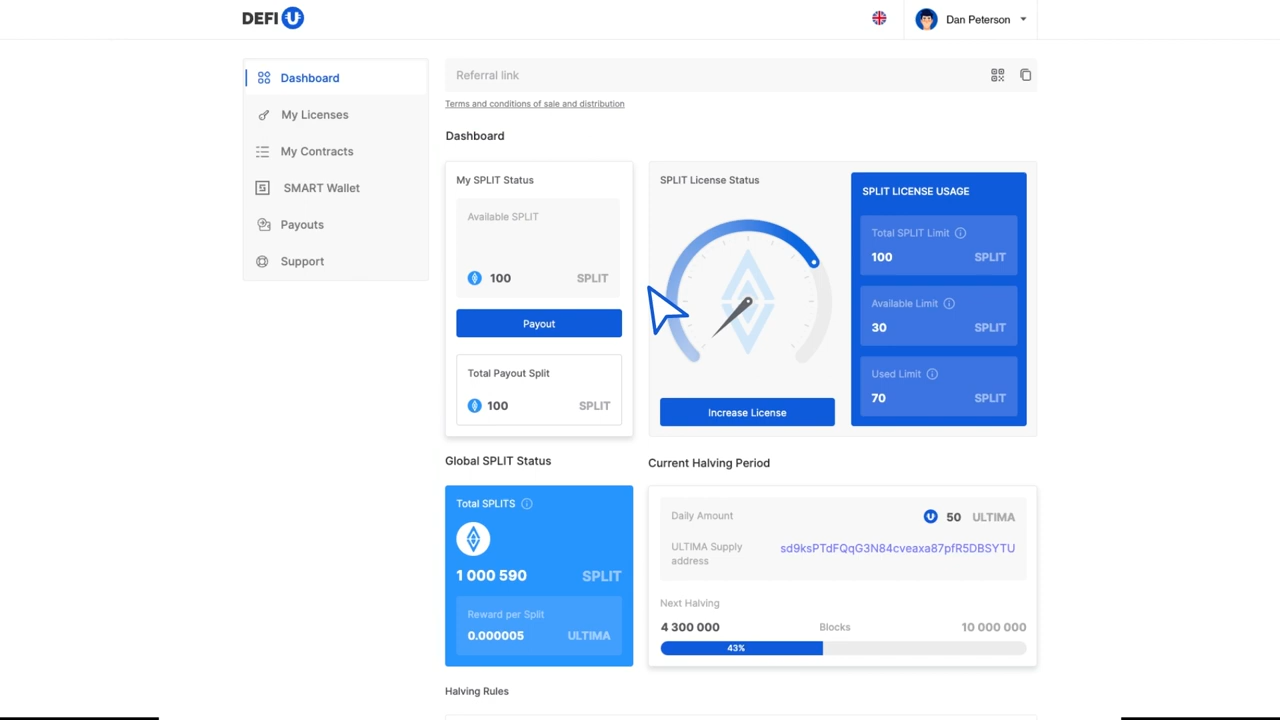 DEFI U
Dan Peterson
Dashboard
My Licenses
My Contracts
SMART Wallet
Payouts
Support
Referral link
Terms and conditions of sale and distribution
Dashboard
My SPLIT Status
Available SPLIT
100 SPLIT
Payout
Total Payout Split
100 SPLIT
SPLIT License Status
Increase License
SPLIT LICENSE USAGE
Total SPLIT Limit
100 SPLIT
Available Limit
30 SPLIT
Used Limit
70 SPLIT
Global SPLIT Status
Total SPLITS
1 000 590 SPLIT
Reward per Split
0.000005 ULTIMA
Current Halving Period
Daily Amount 50 ULTIMA
ULTIMA Supply address sd9ksPTdFQqG3N84cveaxa87pfR5DBSYTU
Next Halving
4 300 000 Blocks 10 000 000
43%
Halving Rules